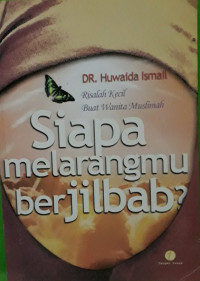 DR. Huwaida Ismail
Risalah Kecil
Buat Wanita Muslimah
Siapa
melarangmu
berjilbab?